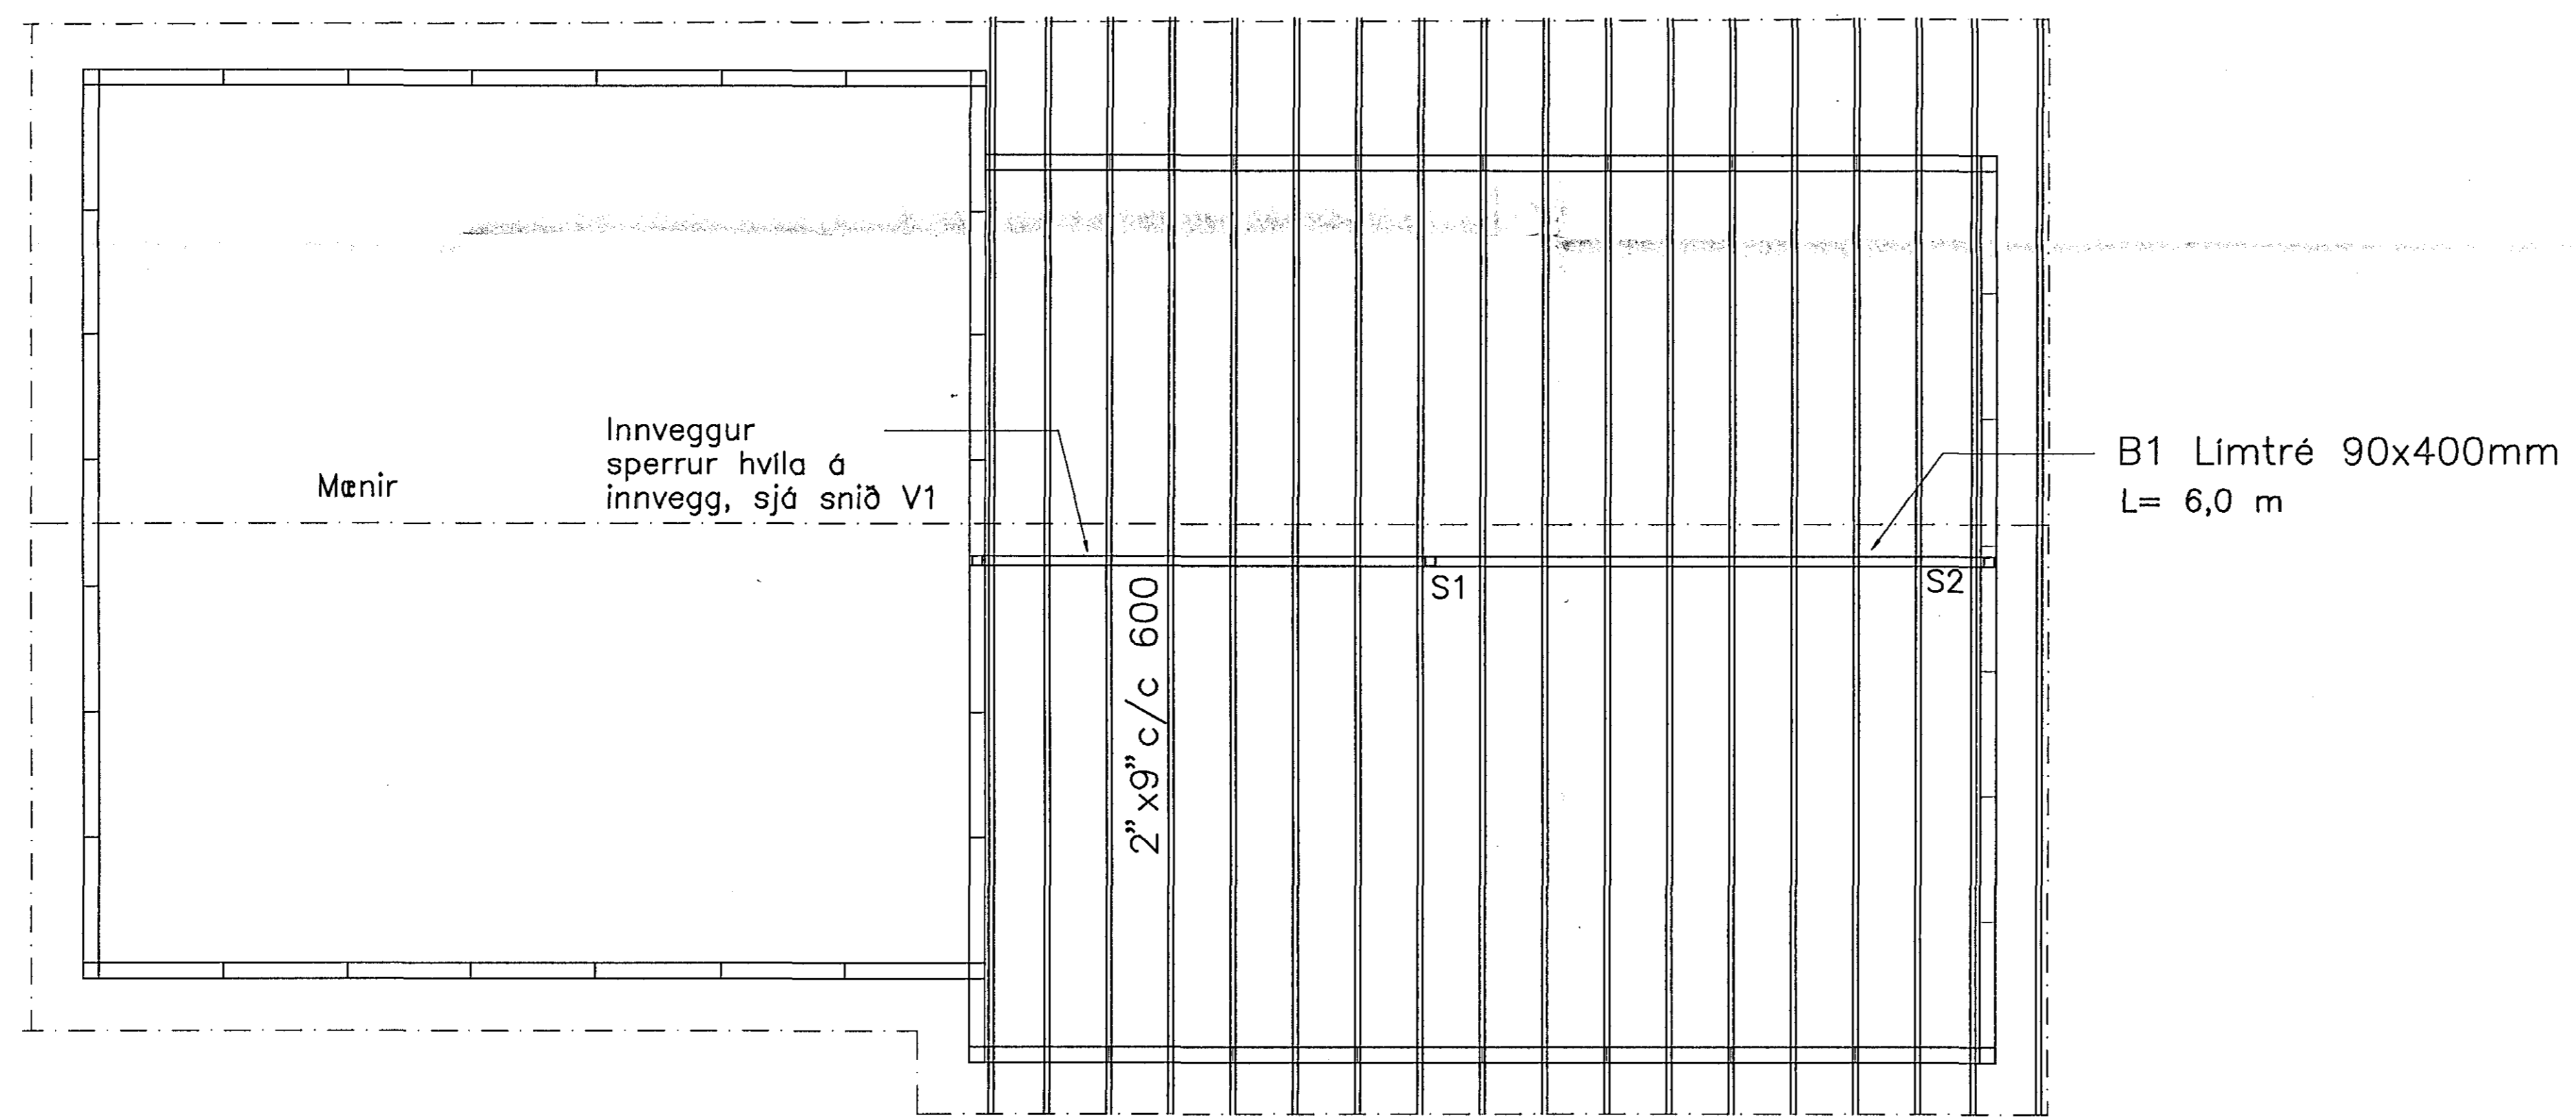 Innveggur
sperrur hvíla á
innvegg, sjá snið V1
Mænir
B1 Límtré 90x400mm
L= 6,0 m
S1
S2
2"x9" c/c 600